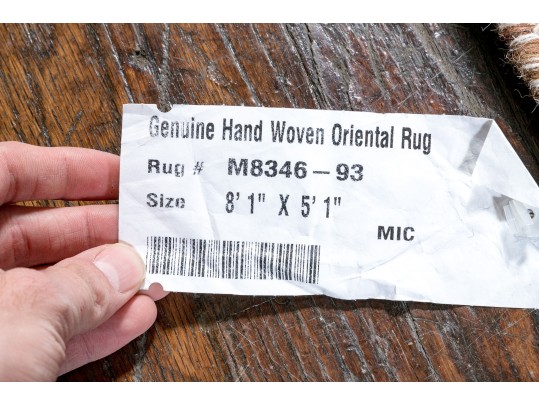 Genuine Hand Woven Oriental Rug
Rug # M8346-93
Size 8' 1" X 5' 1"
MIC